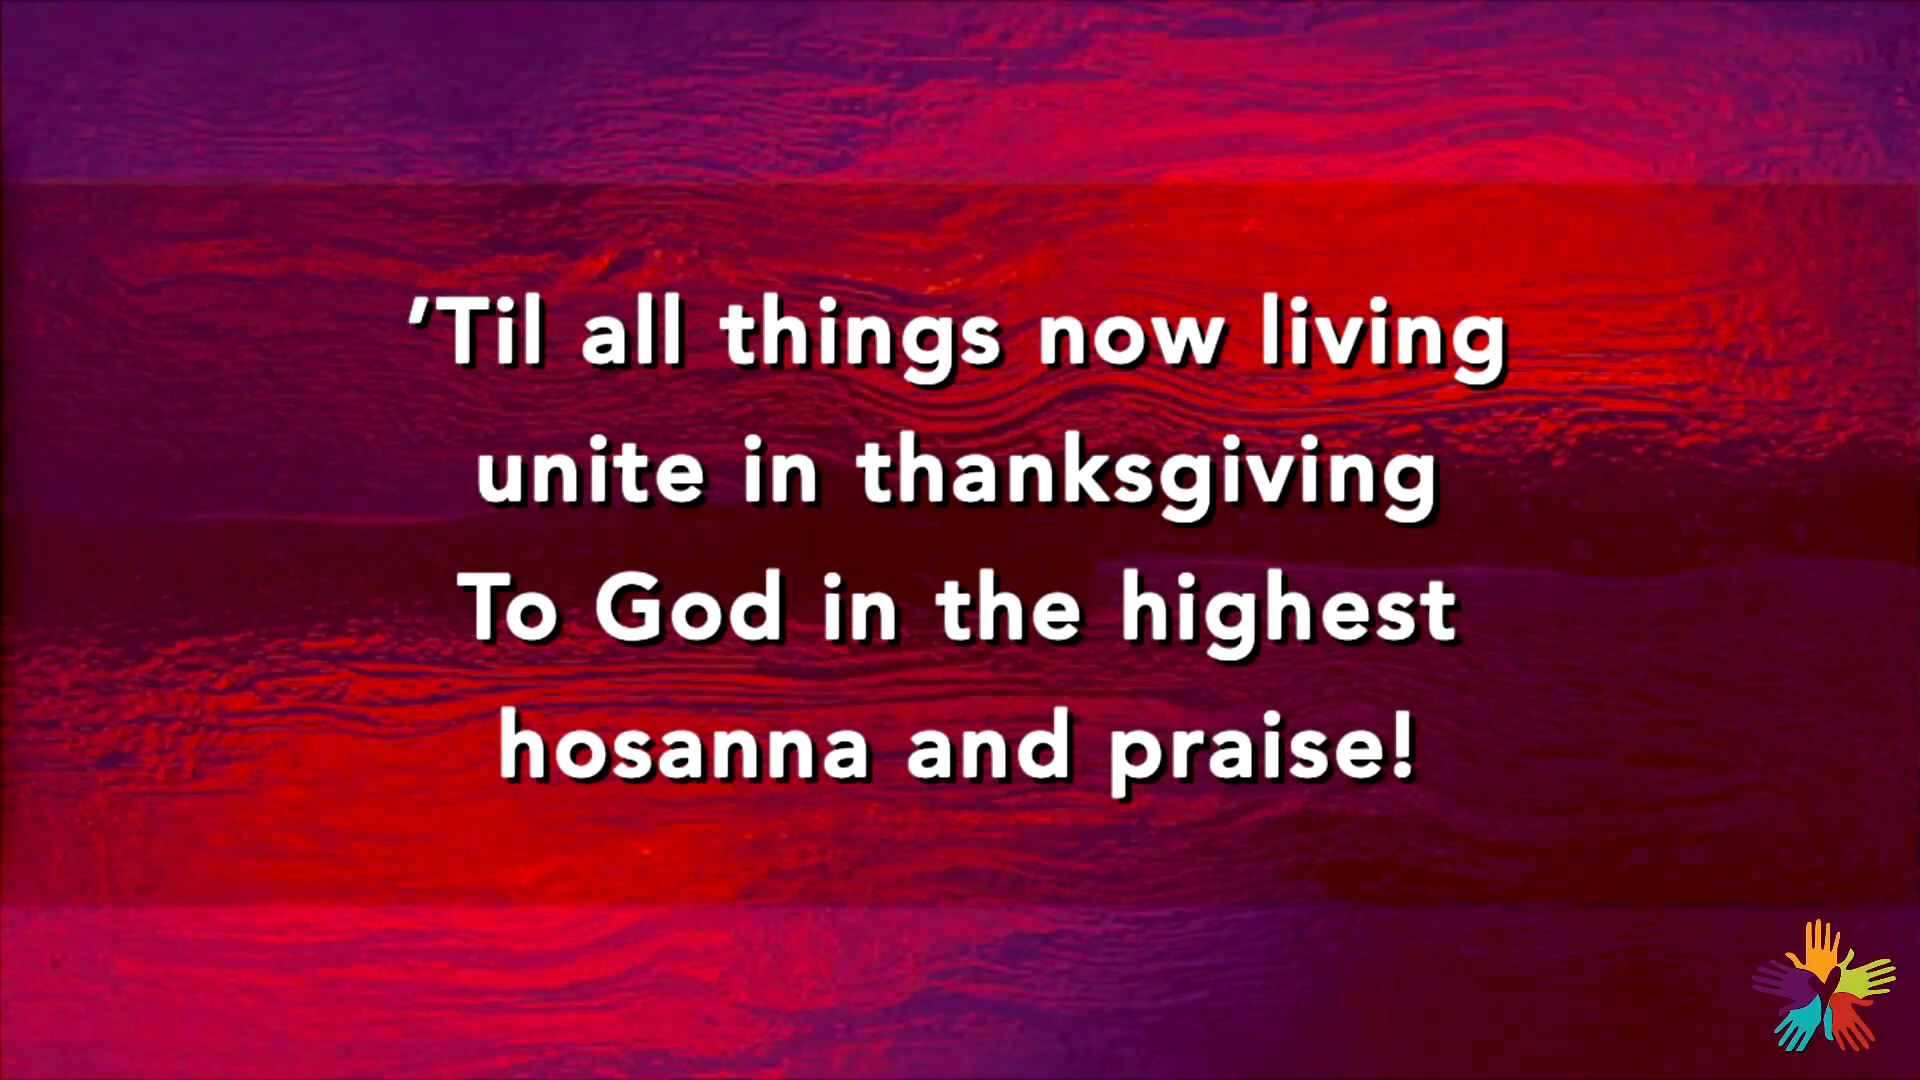 ’Til all things now living
unite in thanksgiving
To God in the highest
hosanna and praise!